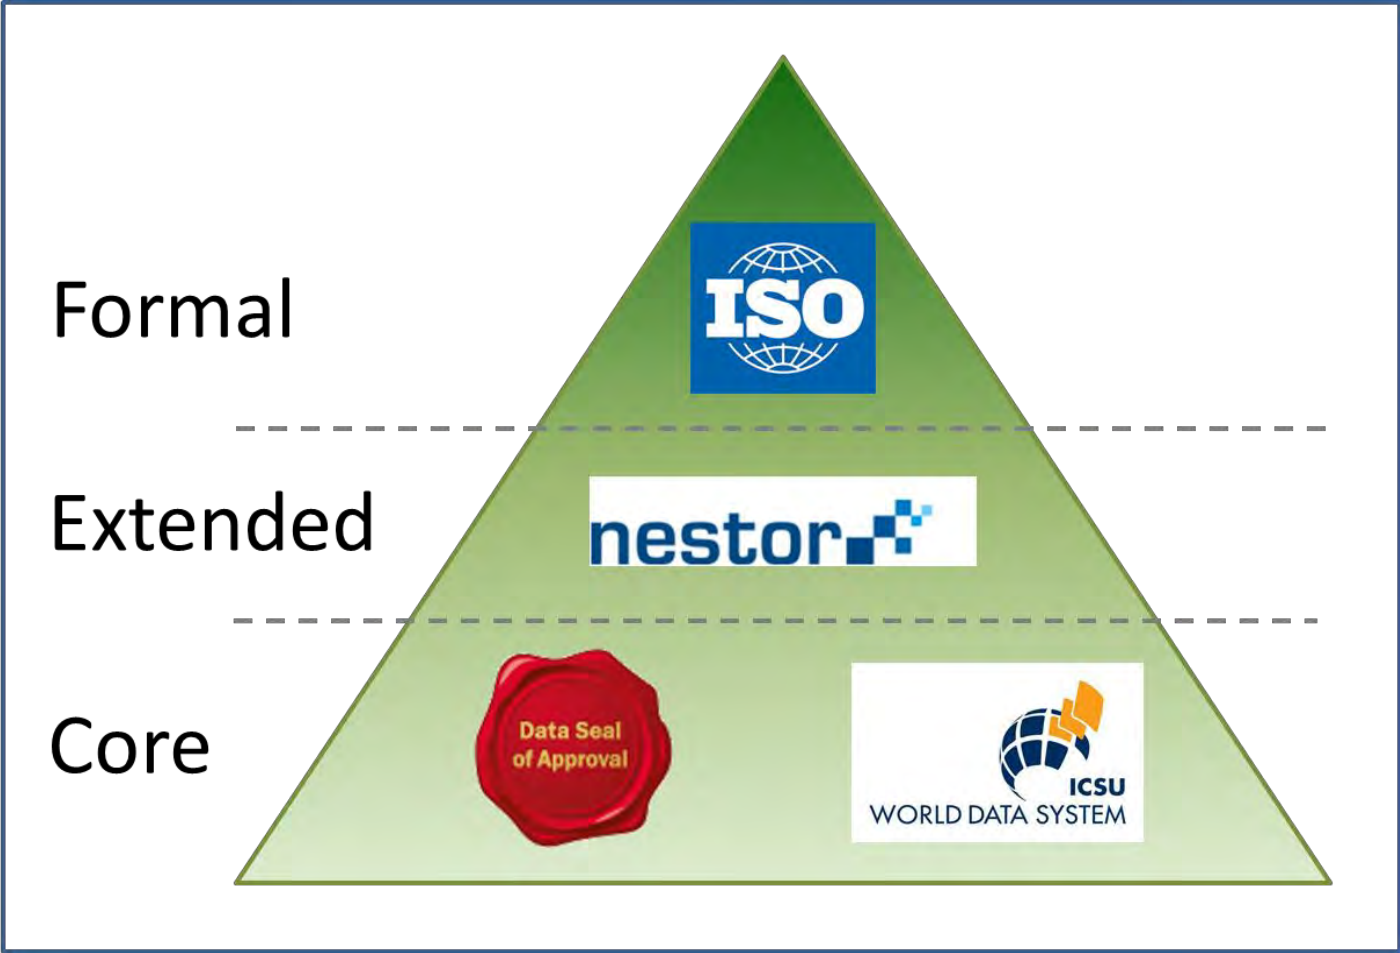 Formal
ISO
Extended
nestor
Core
Data Seal
of Approval
ICSU
WORLD DATA SYSTEM